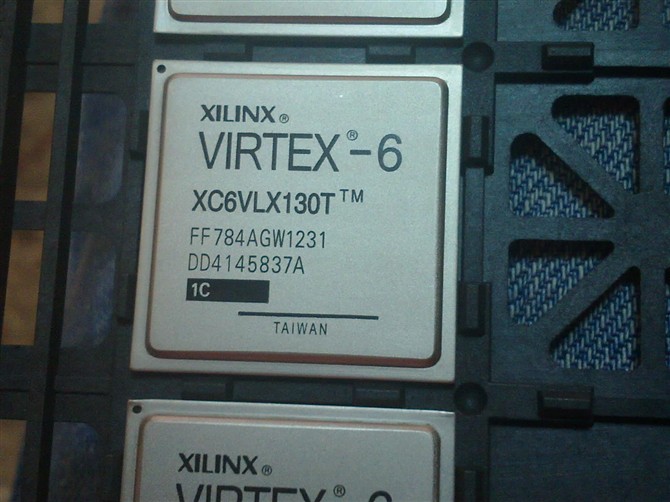 XILINX®
VIRTEX®-6
XC6VLX130T™
FF784AGW1231
DD4145837A
1C
TAIWAN
XILINX®